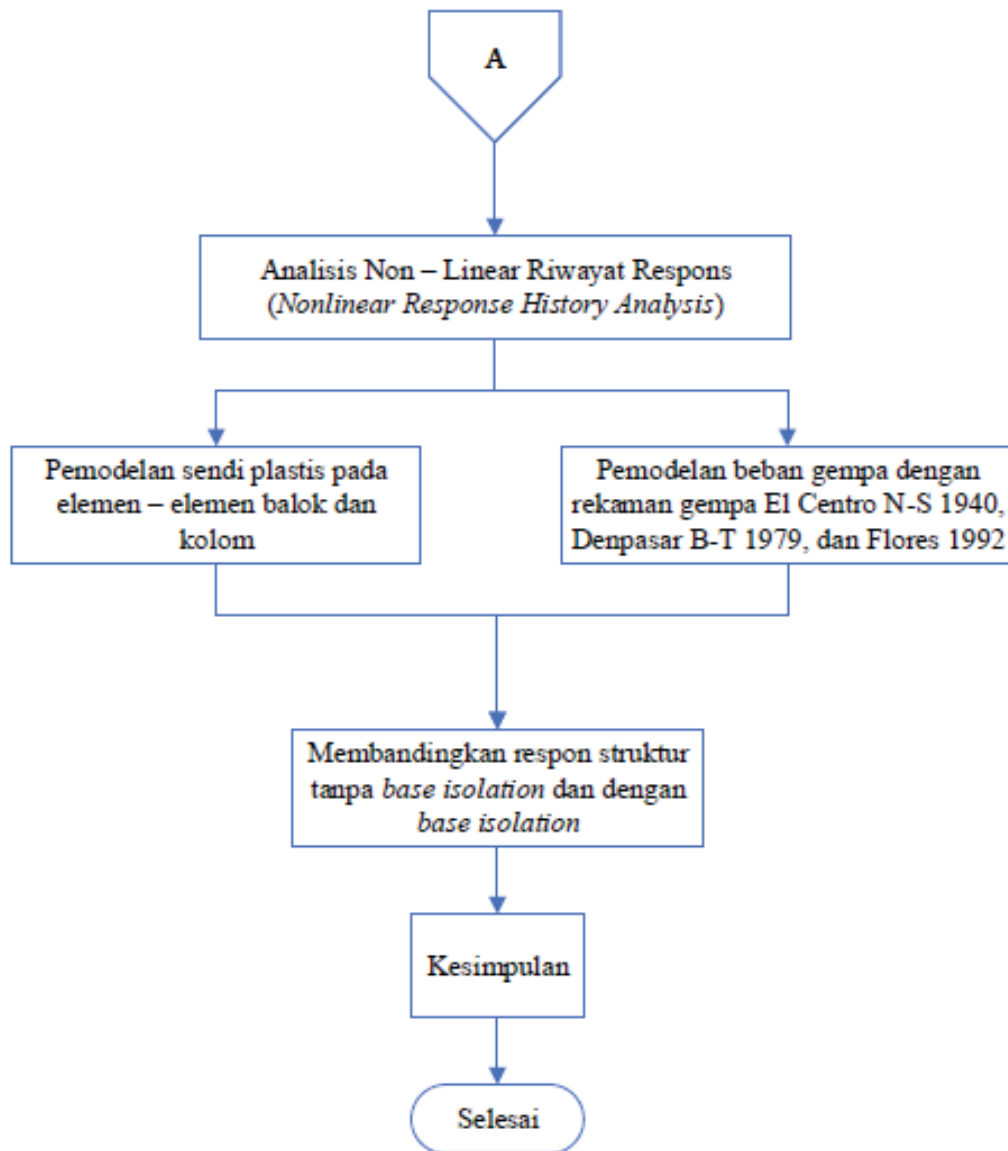 A
Analisis Non – Linear Riwayat Respons
(Nonlinear Response History Analysis)
Pemodelan sendi plastis pada
elemen – elemen balok dan
kolom
Pemodelan beban gempa dengan
rekaman gempa El Centro N-S 1940,
Denpasar B-T 1979, dan Flores 1992
Membandingkan respon struktur
tanpa base isolation dan dengan
base isolation
Kesimpulan
Selesai